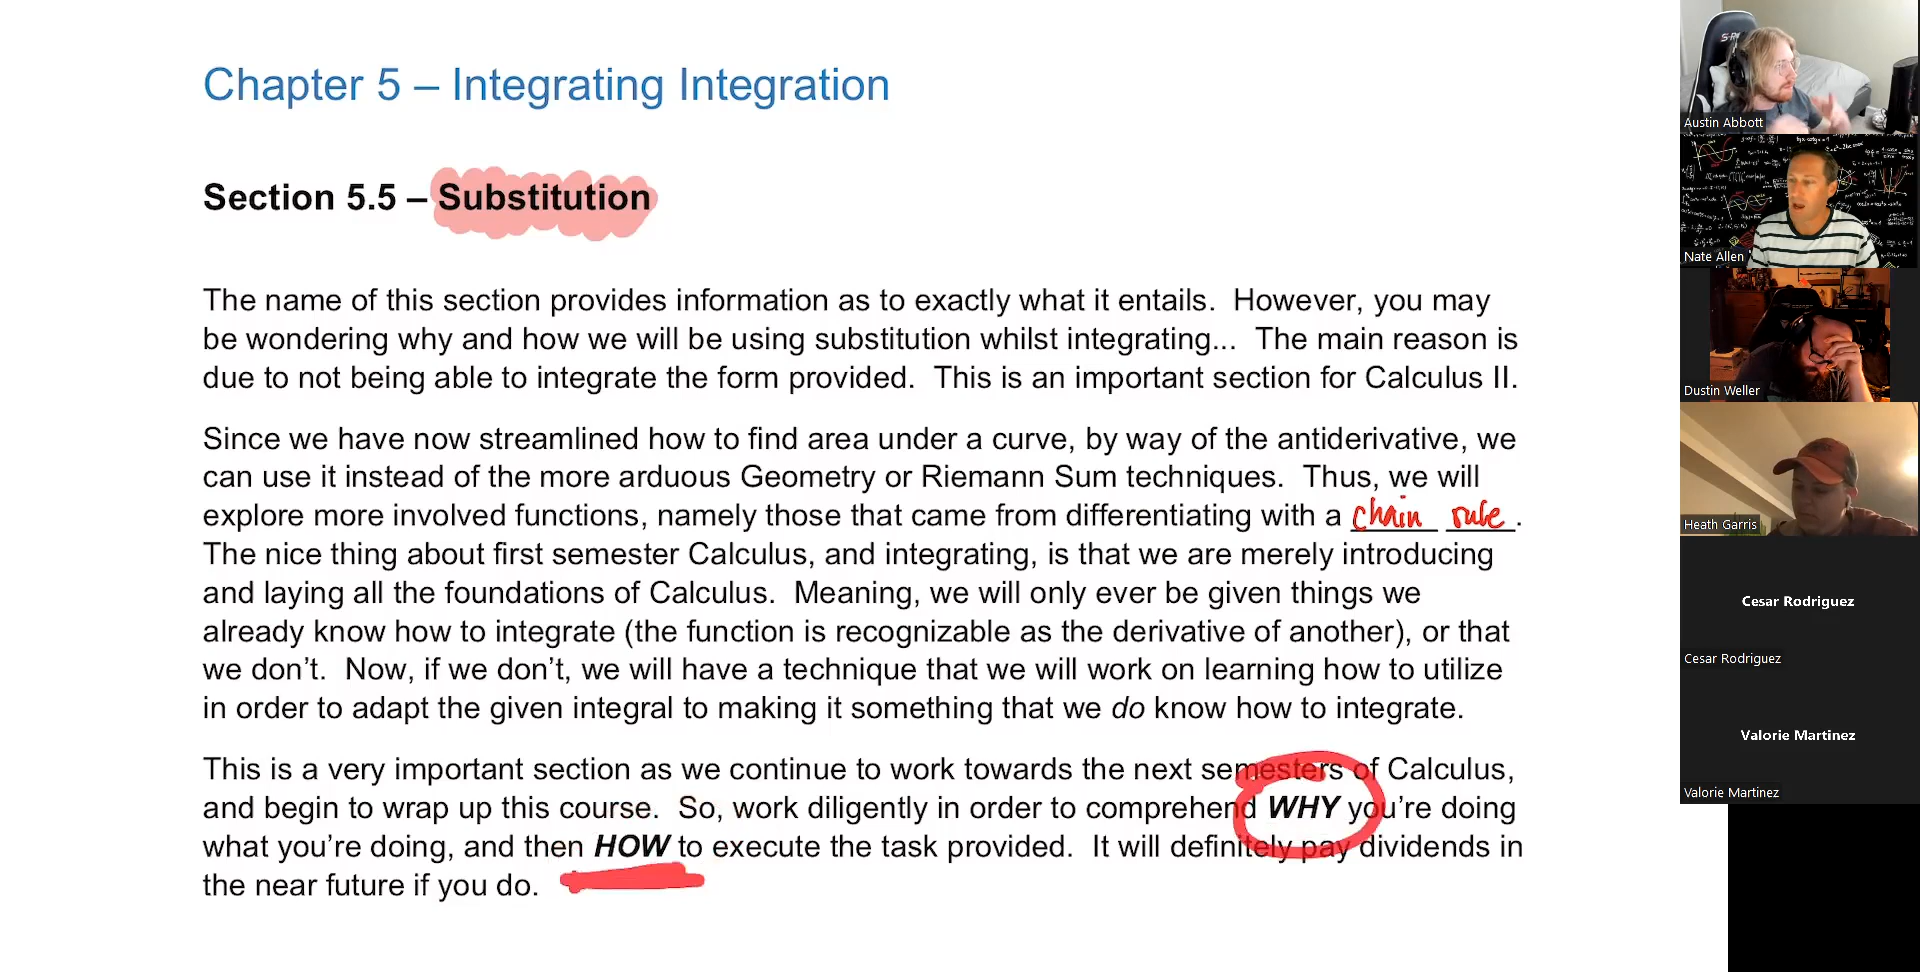 Chapter 5 – Integrating Integration
Section 5.5 – Substitution
The name of this section provides information as to exactly what it entails.  However, you may
be wondering why and how we will be using substitution whilst integrating...  The main reason is
due to not being able to integrate the form provided.  This is an important section for Calculus II.
Since we have now streamlined how to find area under a curve, by way of the antiderivative, we
can use it instead of the more arduous Geometry or Riemann Sum techniques.  Thus, we will
explore more involved functions, namely those that came from differentiating with a chain rule.
The nice thing about first semester Calculus, and integrating, is that we are merely introducing
and laying all the foundations of Calculus.  Meaning, we will only ever be given things we
already know how to integrate (the function is recognizable as the derivative of another), or that
we don’t.  Now, if we don’t, we will have a technique that we will work on learning how to utilize
in order to adapt the given integral to making it something that we do know how to integrate.
This is a very important section as we continue to work towards the next semesters of Calculus,
and begin to wrap up this course.  So, work diligently in order to comprehend WHY you’re doing
what you’re doing, and then HOW to execute the task provided.  It will definitely pay dividends in
the near future if you do.
Austin Abbott
Nate Allen
Dustin Weller
Heath Garris
Cesar Rodriguez
Cesar Rodriguez
Valorie Martinez
Valorie Martinez